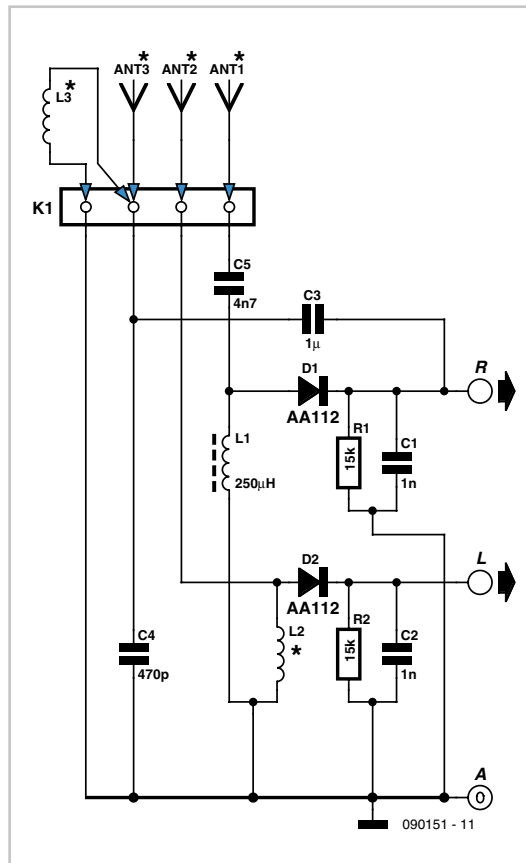 ANT3* ANT2* ANT1*
L3*
K1
C5
4n7
C3
1µ
R
D1
AA112
L1
250µH
R1
15k
C1
1n
D2
AA112
L
L2
*
R2
15k
C2
1n
C4
470p
A
0
090151 - 11